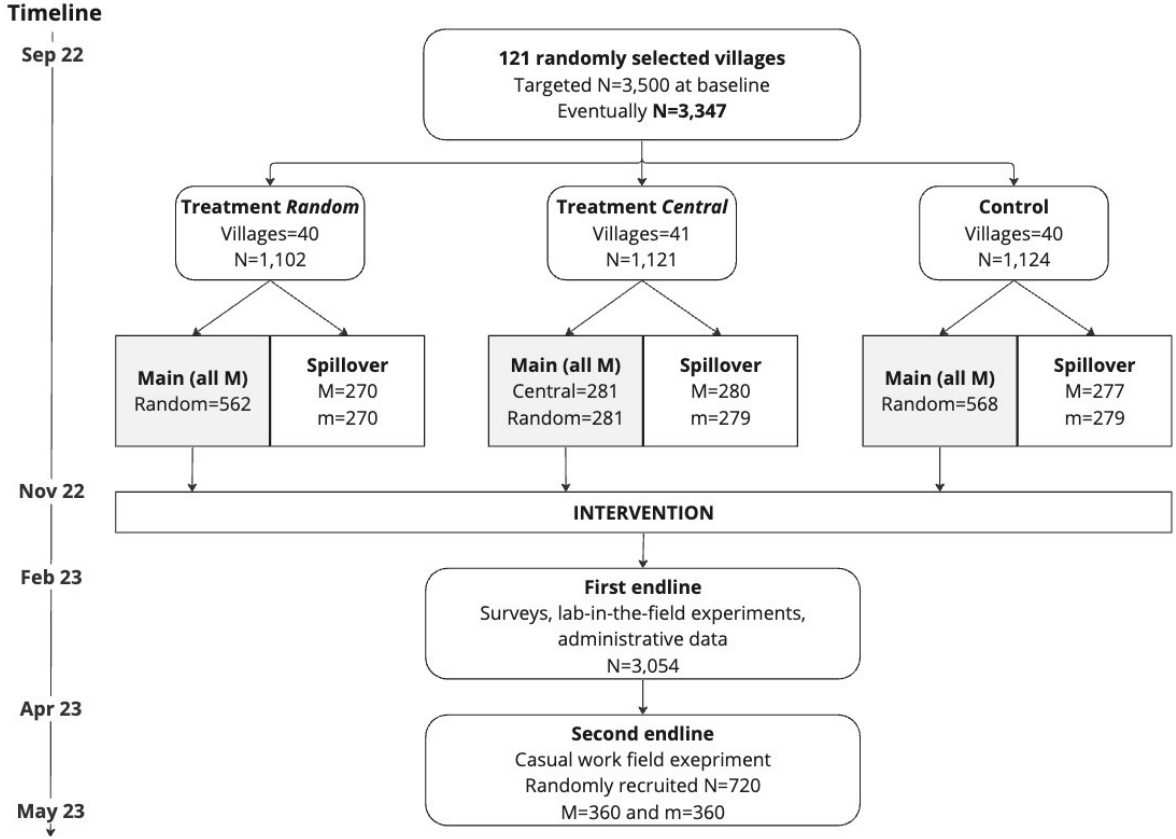 Timeline
Sep 22
121 randomly selected villages
Targeted N=3,500 at baseline
Eventually N=3,347
Treatment Random
Villages=40
N=1,102
Treatment Central
Villages=41
N=1,121
Control
Villages=40
N=1,124
Main (all M)
Random=562
Spillover
M=270
m=270
Main (all M)
Central=281
Random=281
Spillover
M=280
m=279
Main (all M)
Random=568
Spillover
M=277
m=279
Nov 22
INTERVENTION
Feb 23
First endline
Surveys, lab-in-the-field experiments,
administrative data
N=3,054
Apr 23
Second endline
Casual work field exepriment
Randomly recruited N=720
M=360 and m=360
May 23